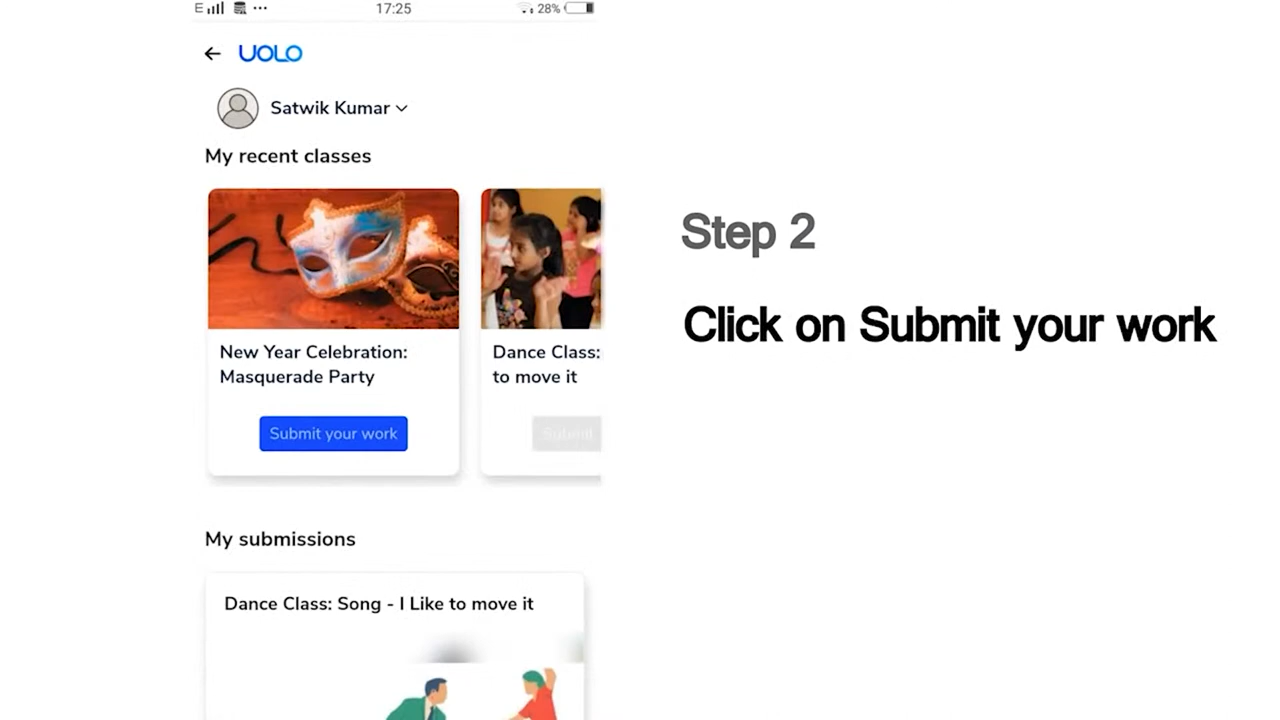 E 17:25 28%
UOLO
Satwik Kumar
My recent classes
New Year Celebration:
Masquerade Party
Submit your work
Dance Class:
to move it
Submit
My submissions
Dance Class: Song - I Like to move it
Step 2
Click on Submit your work